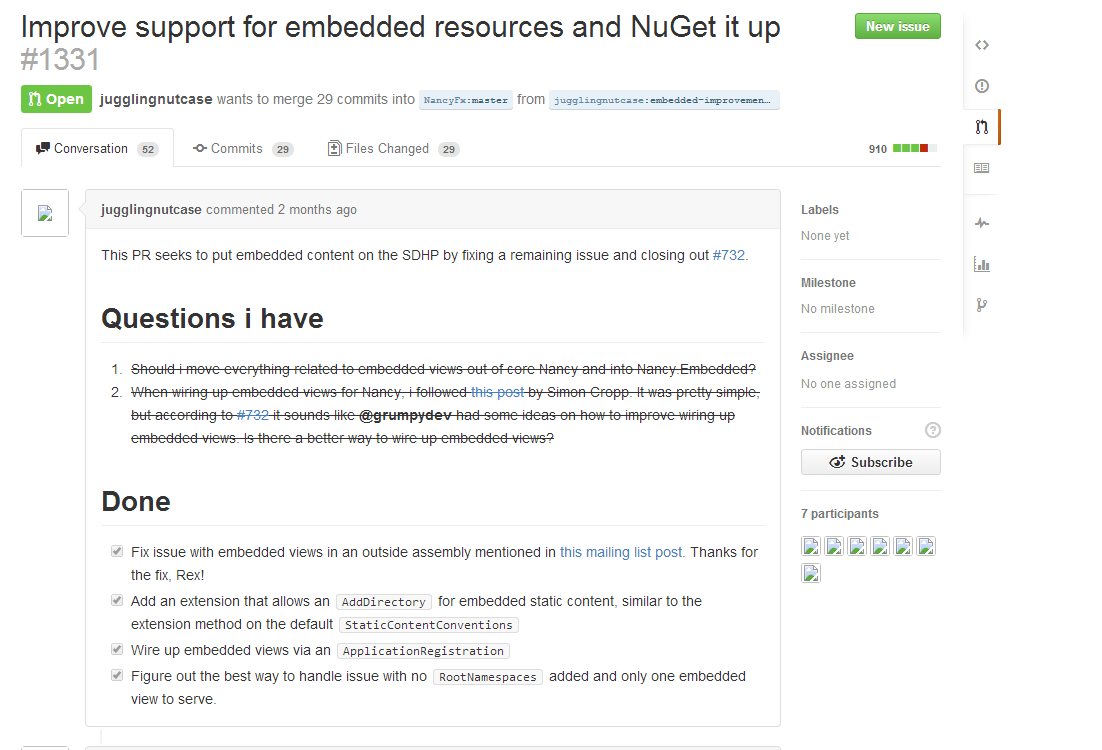 Improve support for embedded resources and NuGet it up
#1331
New issue
Open jugglingnutcase wants to merge 29 commits into NancyFx:master from jugglingnutcase:embedded-improvemen…
Conversation 52 Commits 29 Files Changed 29 910
jugglingnutcase commented 2 months ago
This PR seeks to put embedded content on the SDHP by fixing a remaining issue and closing out #732.
Questions i have
1. Should i move everything related to embedded views out of core Nancy and into Nancy.Embedded?
2. When wiring up embedded views for Nancy, i followed this post by Simon Cropp. It was pretty simple,
but according to #732 it sounds like @grumpydev had some ideas on how to improve wiring up
embedded views. Is there a better way to wire up embedded views?
Done
Fix issue with embedded views in an outside assembly mentioned in this mailing list post. Thanks for
the fix, Rex!
Add an extension that allows an AddDirectory for embedded static content, similar to the
extension method on the default StaticContentConventions
Wire up embedded views via an ApplicationRegistration
Figure out the best way to handle issue with no RootNamespaces added and only one embedded
view to serve.
Labels
None yet
Milestone
No milestone
Assignee
No one assigned
Notifications ?
Subscribe
7 participants